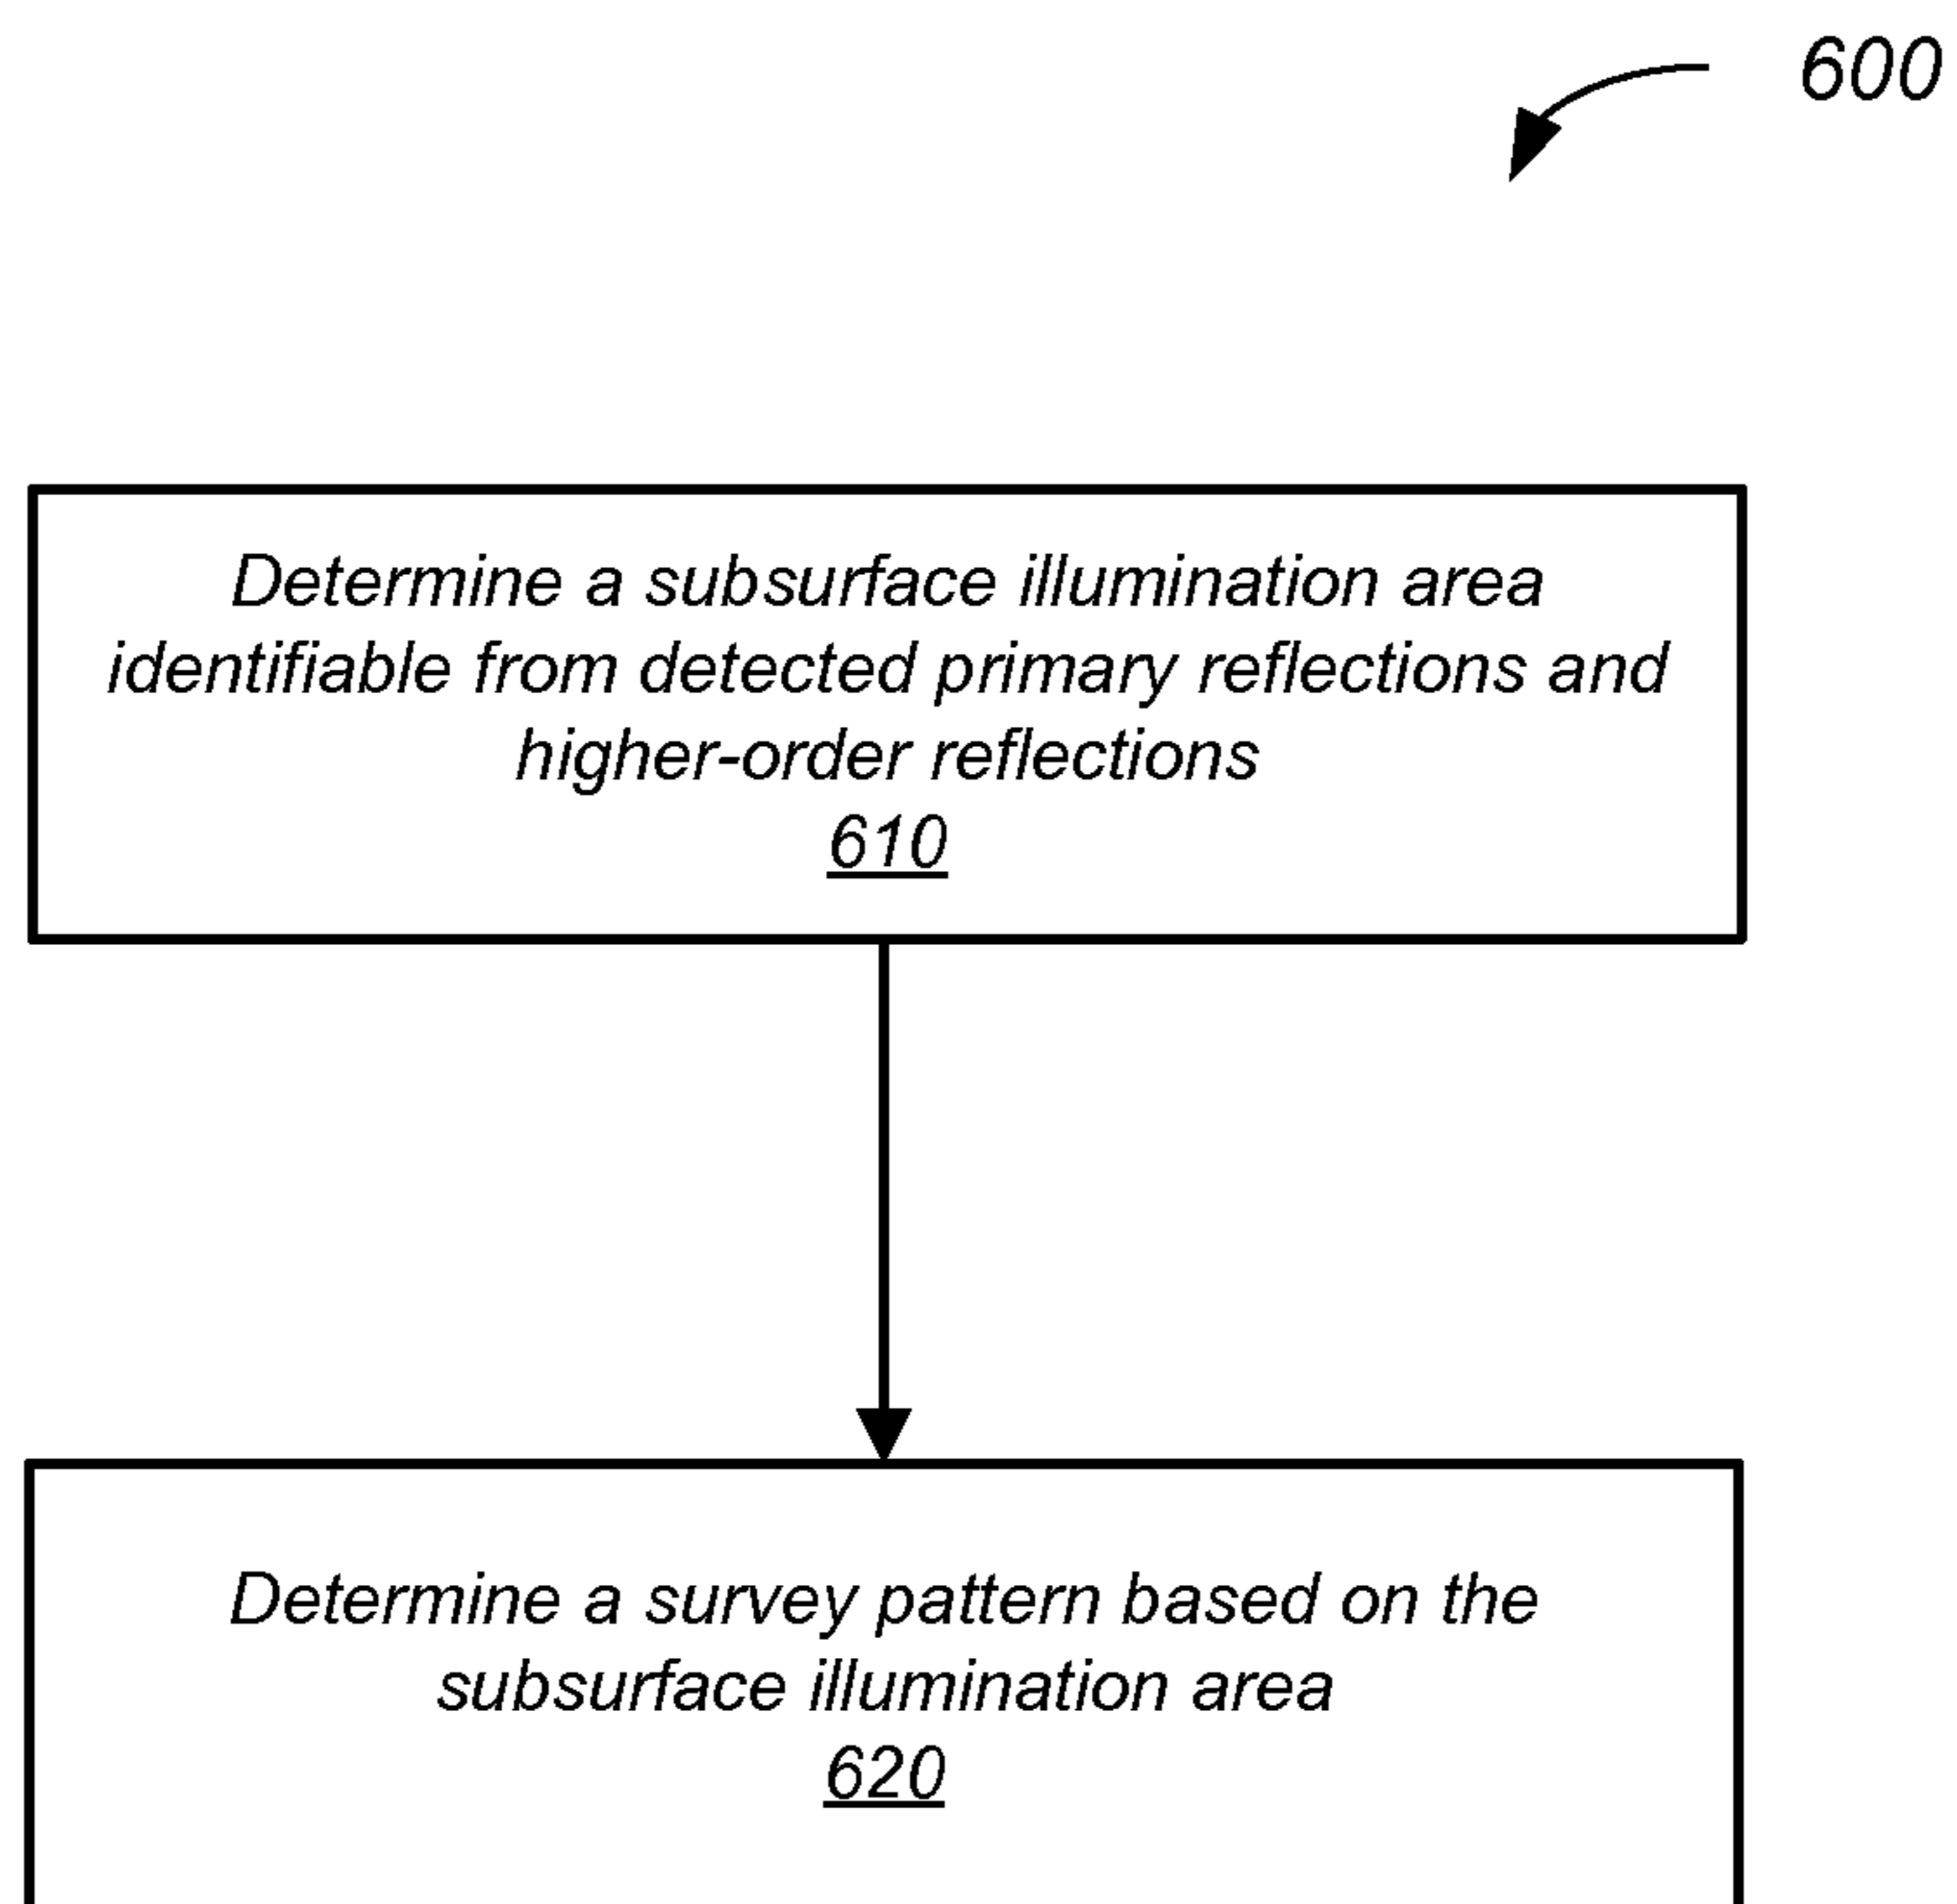 600
Determine a subsurface illumination area
identifiable from detected primary reflections and
higher-order reflections
610
Determine a survey pattern based on the
subsurface illumination area
620